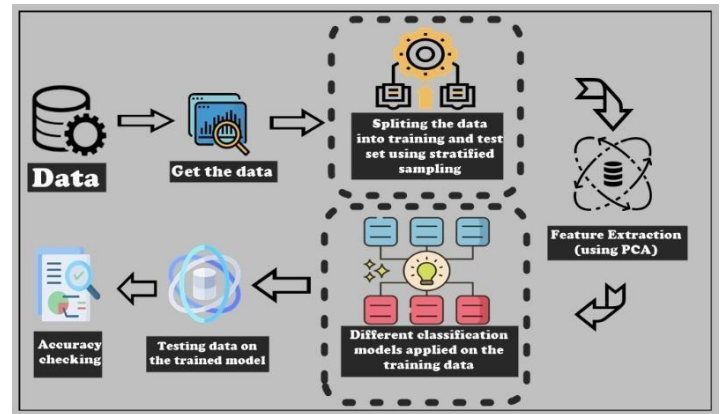 Data
Get the data
Spliting the data
into training and test
set using stratified
sampling
Feature Extraction
(using PCA)
Different classification
models applied on the
training data
Testing data on
the trained model
Accuracy
checking